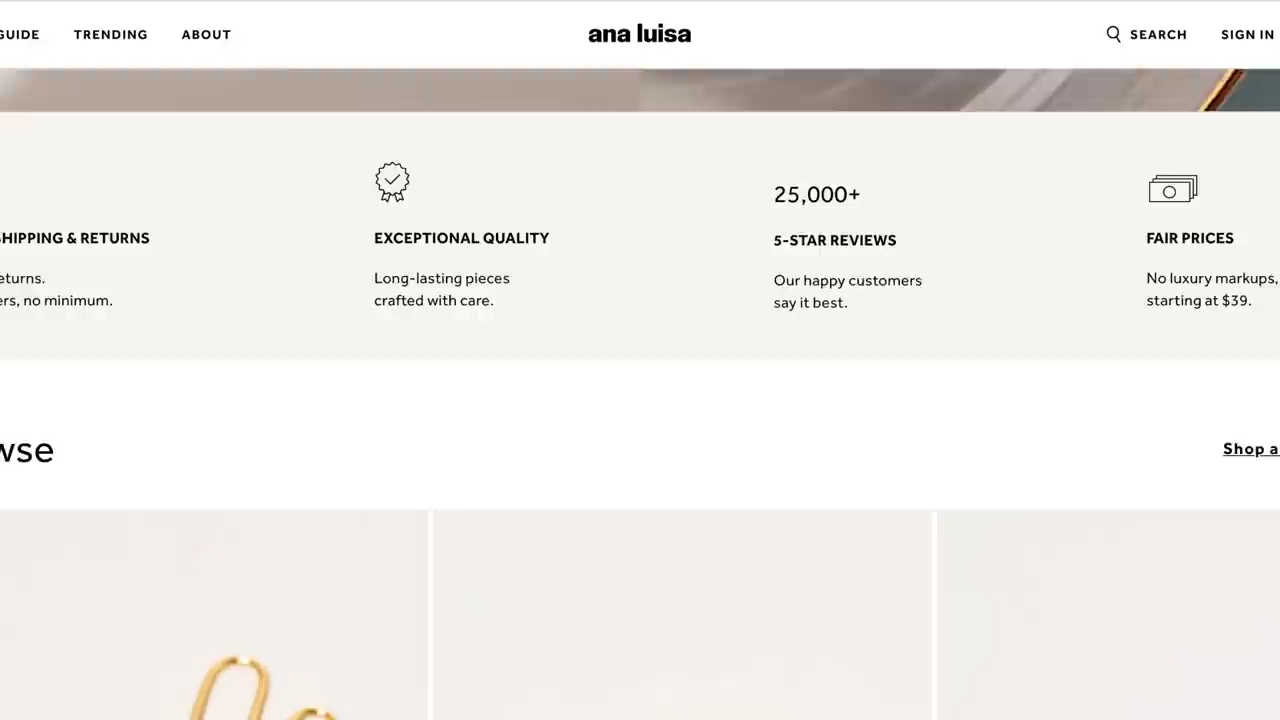 GUIDE TRENDING ABOUT ana luisa SEARCH SIGN IN
SHIPPING & RETURNS
eturns.
ers, no minimum.
EXCEPTIONAL QUALITY
Long-lasting pieces
crafted with care.
25,000+
5-STAR REVIEWS
Our happy customers
say it best.
FAIR PRICES
No luxury markups,
starting at $39.
wse
Shop a